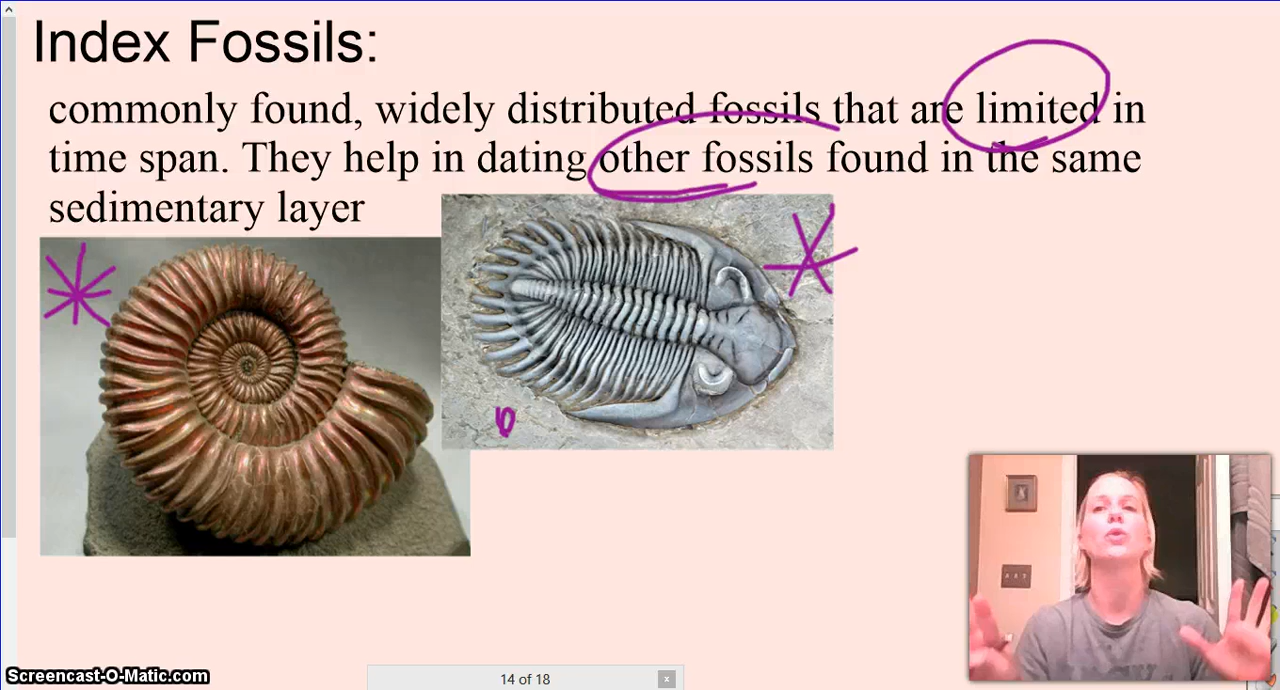 Index Fossils:
commonly found, widely distributed fossils that are limited in
time span. They help in dating other fossils found in the same
sedimentary layer
14 of 18
x
Screencast-O-Matic.com